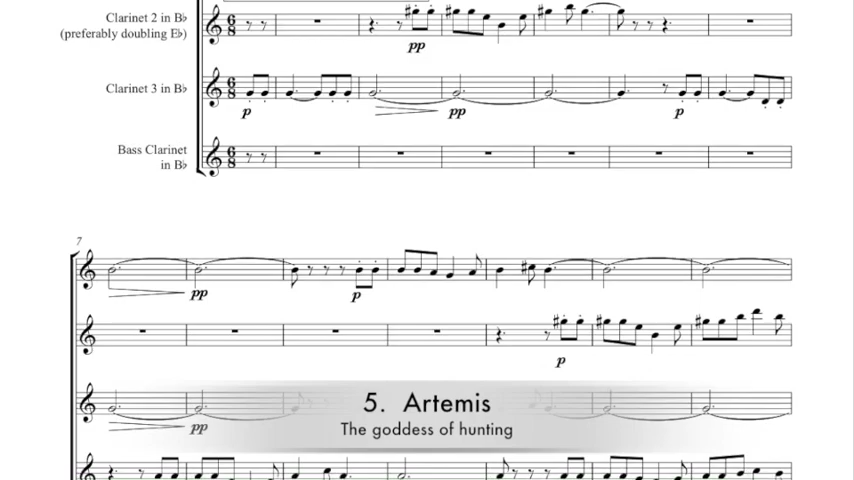 Clarinet 2 in B♭
(preferably doubling E♭)
pp
Clarinet 3 in B♭
p
pp
p
Bass Clarinet
in B♭
7
pp
p
p
pp
5. Artemis
The goddess of hunting